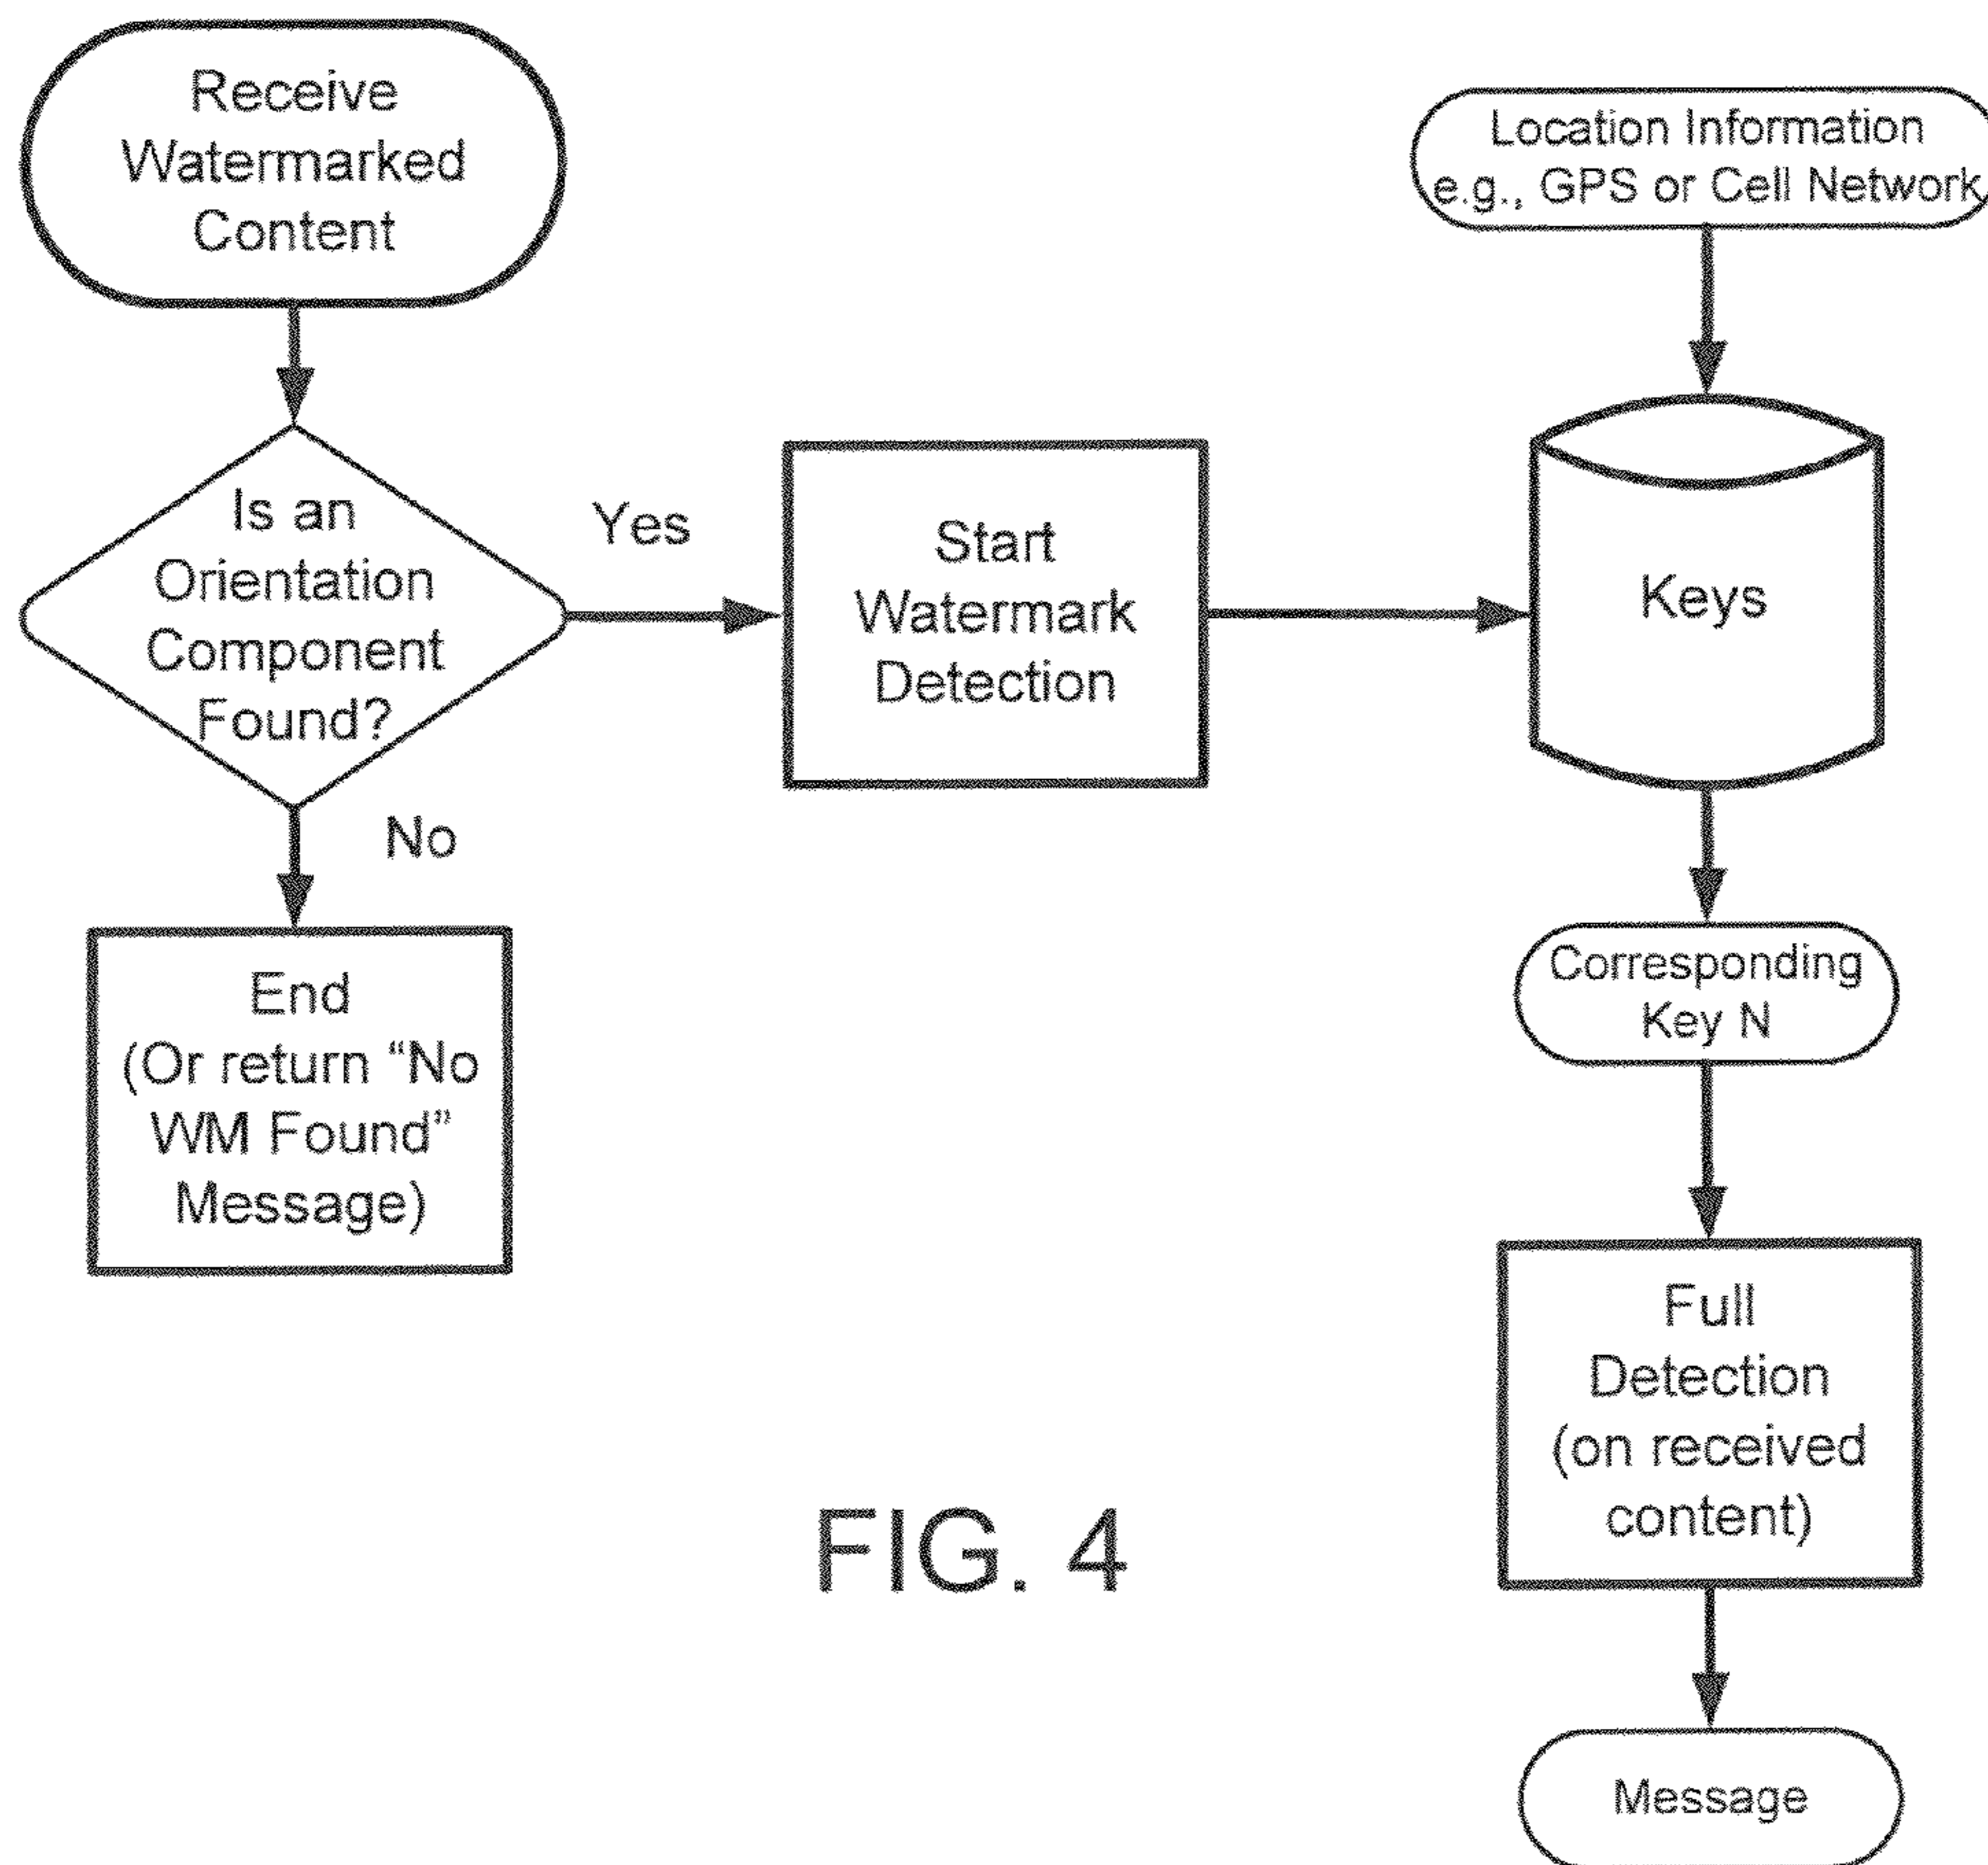 Receive
Watermarked
Content
Location Information
e.g., GPS or Cell Network
Is an
Orientation
Component
Found?
Yes
No
Start
Watermark
Detection
Keys
End
(Or return “No
WM Found”
Message)
Corresponding
Key N
Full
Detection
(on received
content)
Message
FIG. 4